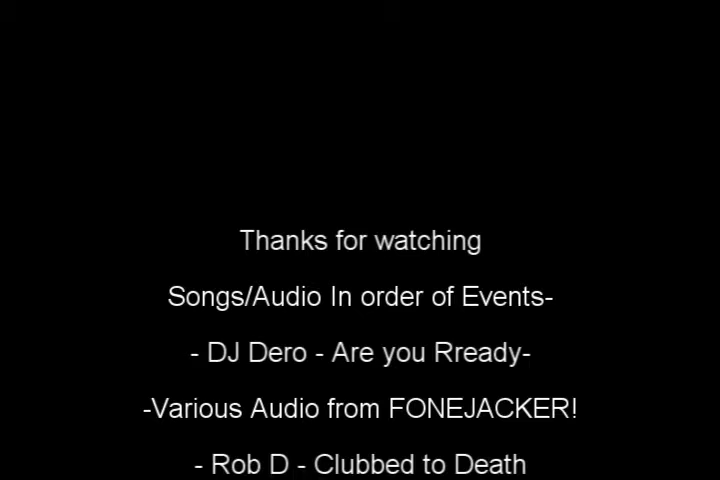 Thanks for watching
Songs/Audio In order of Events-
- DJ Dero - Are you Rready-
-Various Audio from FONEJACKER!
- Rob D - Clubbed to Death